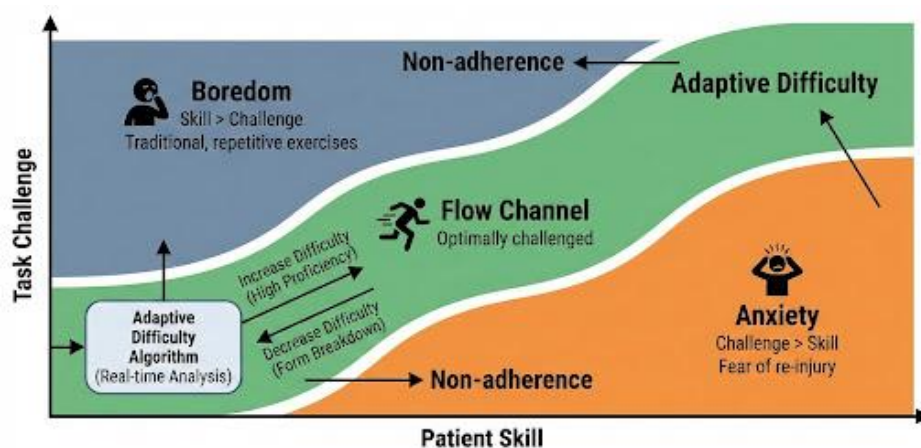 Non-adherence
Adaptive Difficulty
Boredom
Skill > Challenge
Traditional, repetitive exercises
Flow Channel
Optimally challenged
Increase Difficulty
(High Proficiency)
Decrease Difficulty
(Form Breakdown)
Adaptive
Difficulty
Algorithm
(Real-time Analysis)
Anxiety
Challenge > Skill
Fear of re-injury
Non-adherence
Task Challenge
Patient Skill